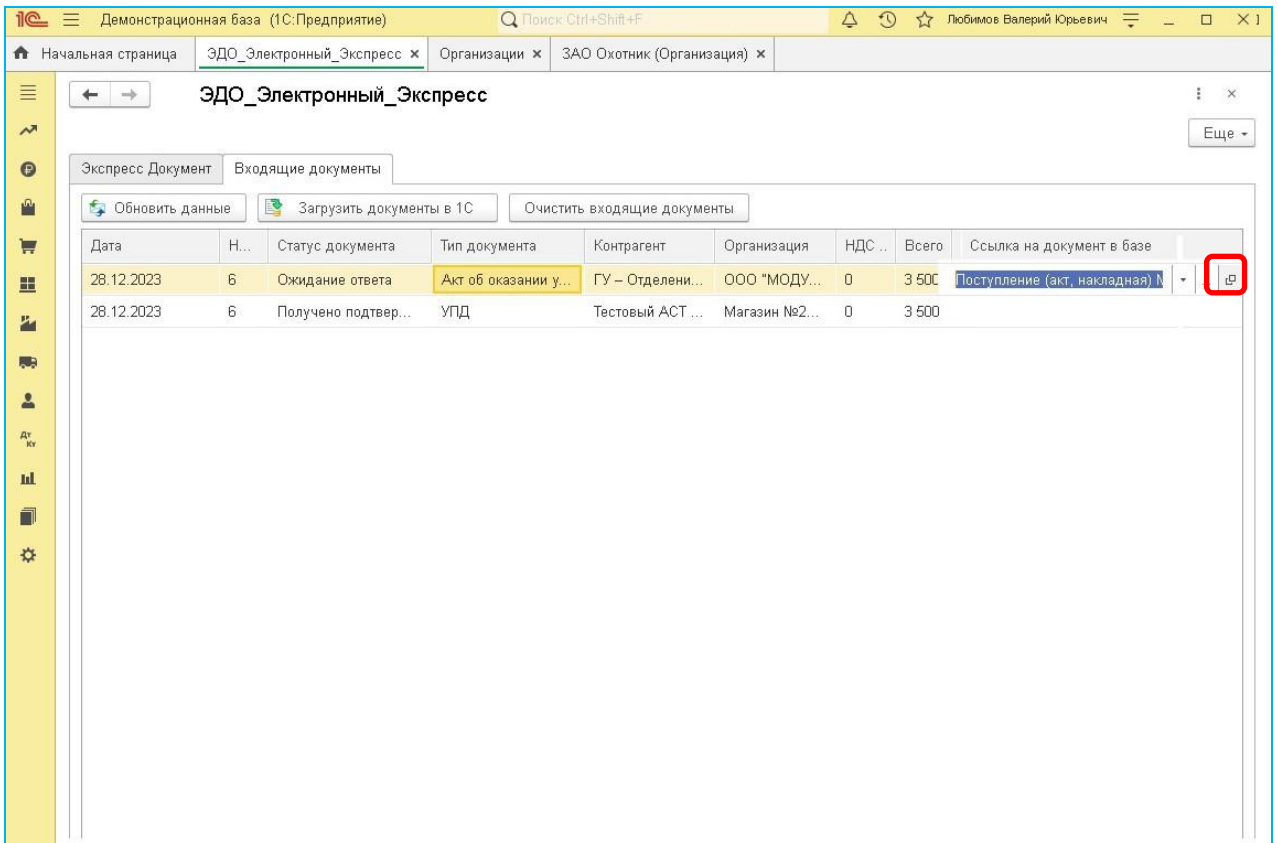 1С Демонстрационная база (1С:Предприятие) Поиск Ctrl+Shift+F Любимов Валерий Юрьевич
Начальная страница ЭДО_Электронный_Экспресс × Организации × ЗАО Охотник (Организация) ×
ЭДО_Электронный_Экспресс
Еще
Экспресс Документ Входящие документы
Обновить данные Загрузить документы в 1С Очистить входящие документы
Дата Н... Статус документа Тип документа Контрагент Организация НДС .. Всего Ссылка на документ в базе
28.12.2023 6 Ожидание ответа Акт об оказании у... ГУ – Отделени... ООО "МОДУ... 0 3 500 Поступление (акт, накладная) №
28.12.2023 6 Получено подтвер... УПД Тестовый АСТ ... Магазин №2... 0 3 500
Дт
Кт